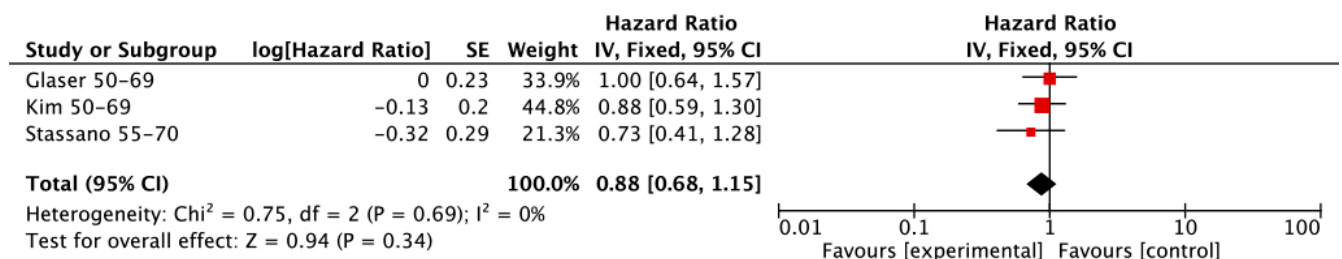 Hazard Ratio Hazard Ratio
Study or Subgroup log[Hazard Ratio] SE Weight IV, Fixed, 95% CI IV, Fixed, 95% CI
Glaser 50–69 0 0.23 33.9% 1.00 [0.64, 1.57]
Kim 50–69 −0.13 0.2 44.8% 0.88 [0.59, 1.30]
Stassano 55–70 −0.32 0.29 21.3% 0.73 [0.41, 1.28]
Total (95% CI) 100.0% 0.88 [0.68, 1.15]
Heterogeneity: Chi² = 0.75, df = 2 (P = 0.69); I² = 0%
Test for overall effect: Z = 0.94 (P = 0.34)
0.01 0.1 1 10 100
Favours [experimental] Favours [control]